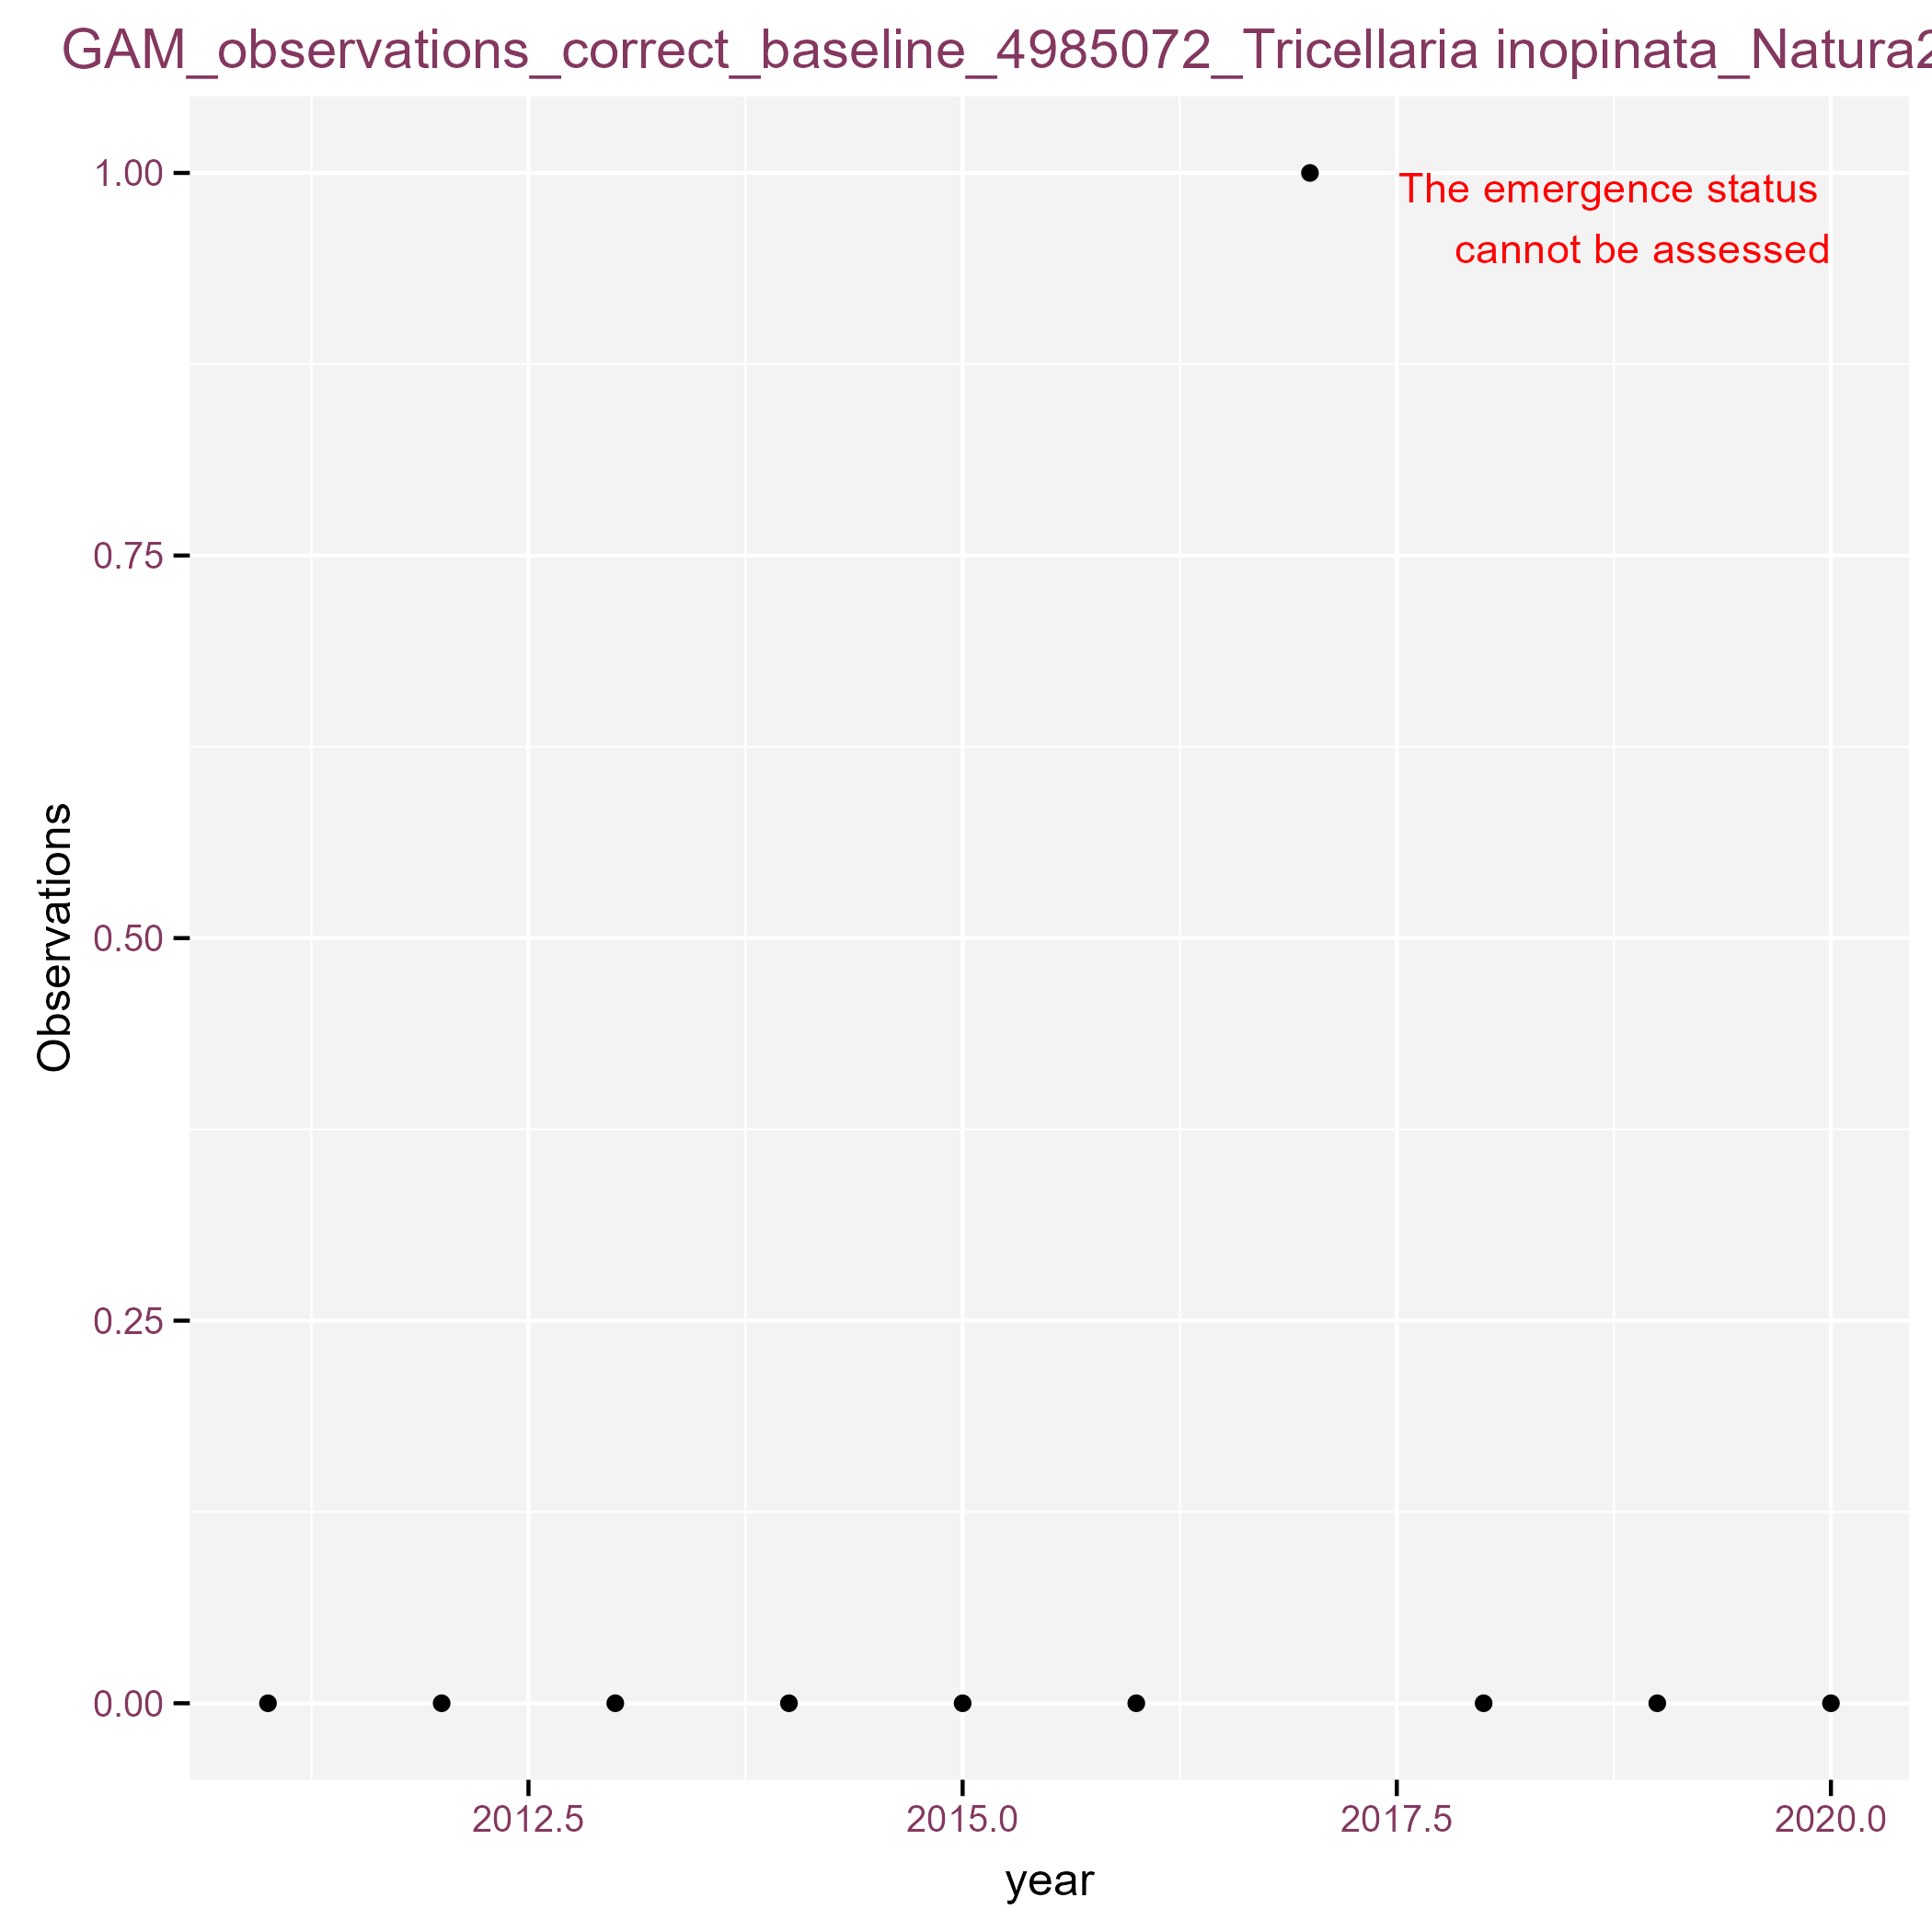 GAM_observations_correct_baseline_4985072_Tricellaria inopinata_Natura2
1.00
The emergence status
cannot be assessed
0.75
0.50
Observations
0.25
0.00
2012.5 2015.0 2017.5 2020.0
year